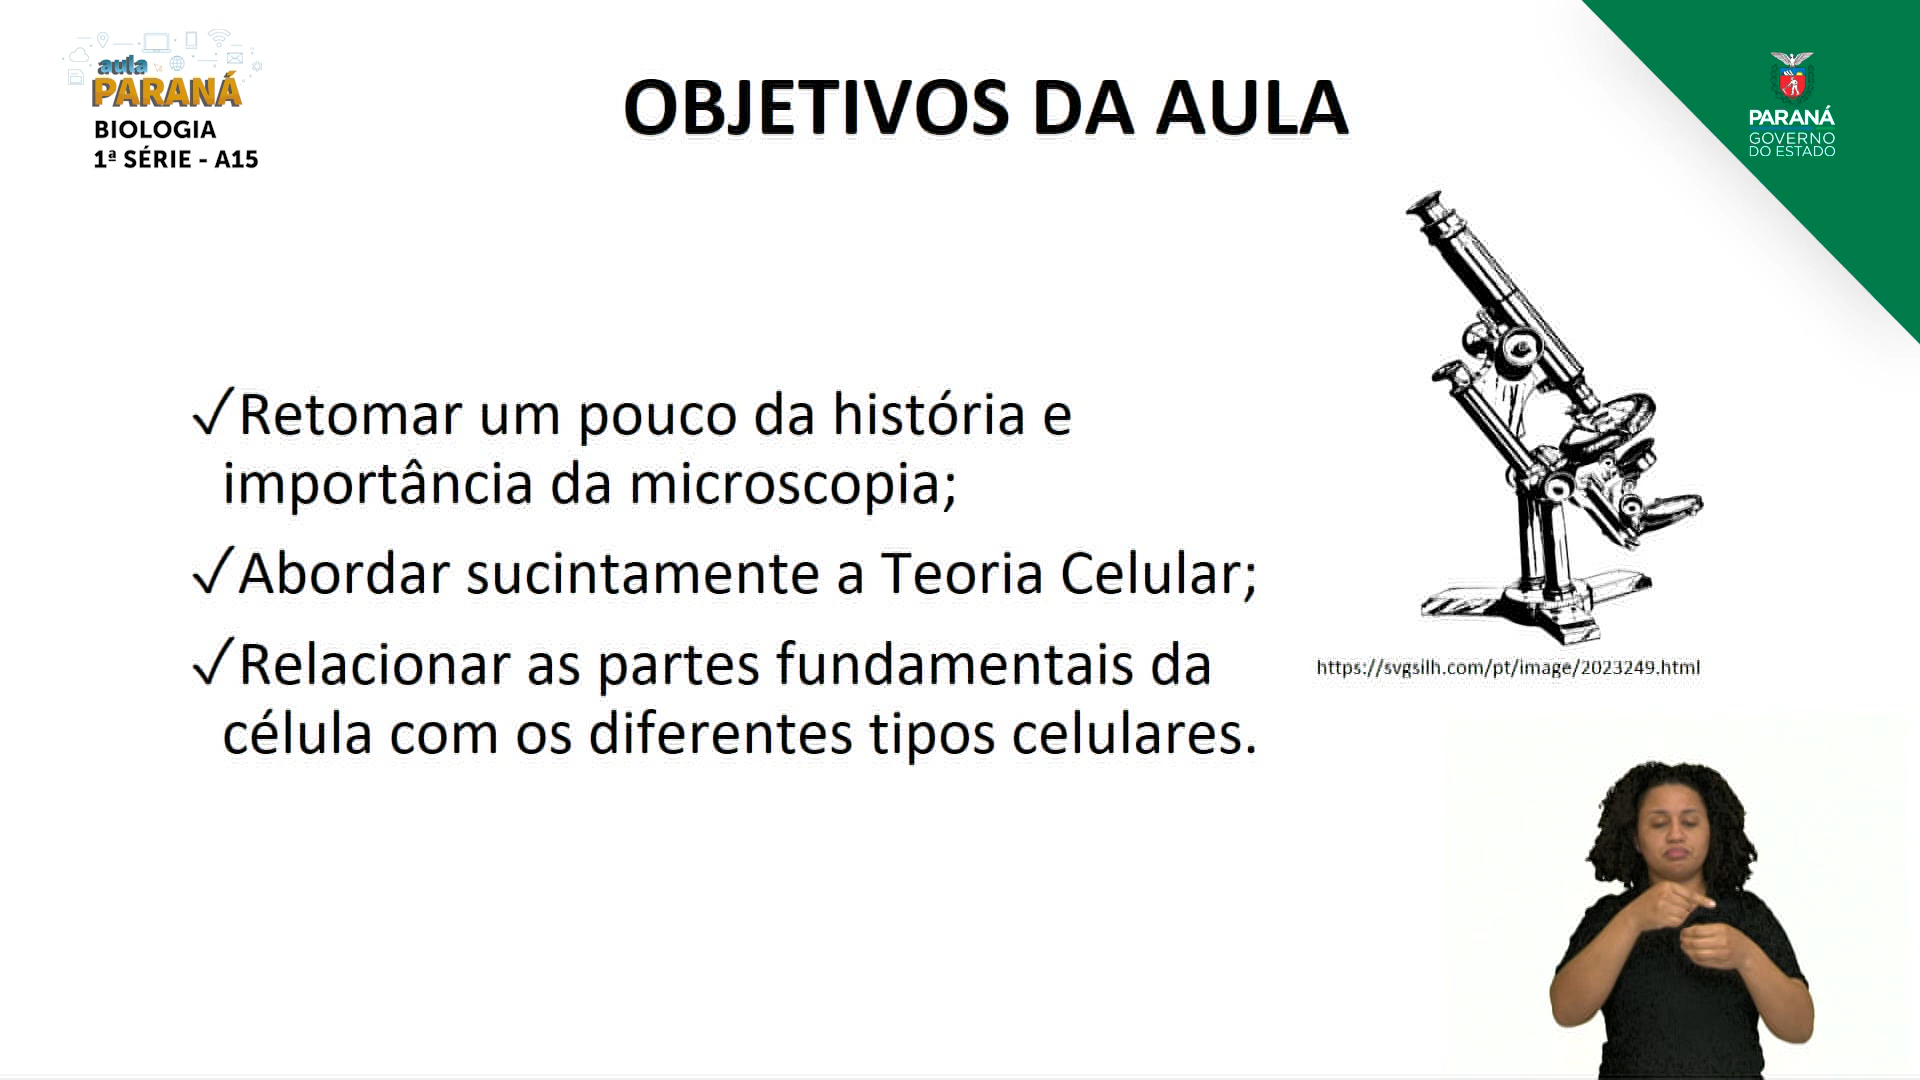 aula
PARANÁ
BIOLOGIA
1ª SÉRIE - A15
OBJETIVOS DA AULA
PARANÁ
GOVERNO
DO ESTADO
✓Retomar um pouco da história e
importância da microscopia;
✓Abordar sucintamente a Teoria Celular;
✓Relacionar as partes fundamentais da
célula com os diferentes tipos celulares.
https://svgsilh.com/pt/image/2023249.html